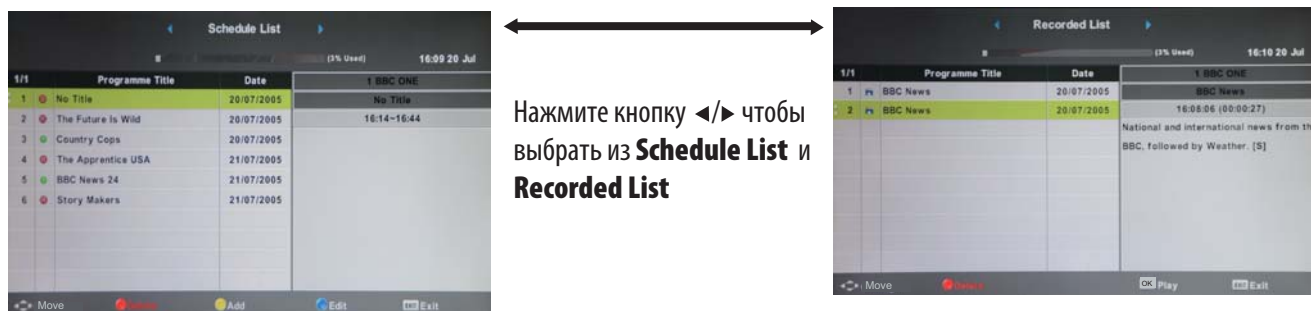 Schedule List
(3% Used) 16:09 20 Jul
1/1 Programme Title Date 1 BBC ONE
1 No Title 20/07/2005 No Title
2 The Future Is Wild 20/07/2005 16:14~16:44
3 Country Cops 20/07/2005
4 The Apprentice USA 21/07/2005
5 BBC News 24 21/07/2005
6 Story Makers 21/07/2005
Move Delete Add Edit EXIT Exit
Нажмите кнопку ◄/► чтобы
выбрать из Schedule List и
Recorded List
Recorded List
(3% Used) 16:10 20 Jul
1/1 Programme Title Date 1 BBC ONE
1 BBC News 20/07/2005 BBC News
2 BBC News 20/07/2005 16:08:06 (00:00:27)
National and international news from th
BBC, followed by Weather. [S]
Move Delete OK Play EXIT Exit